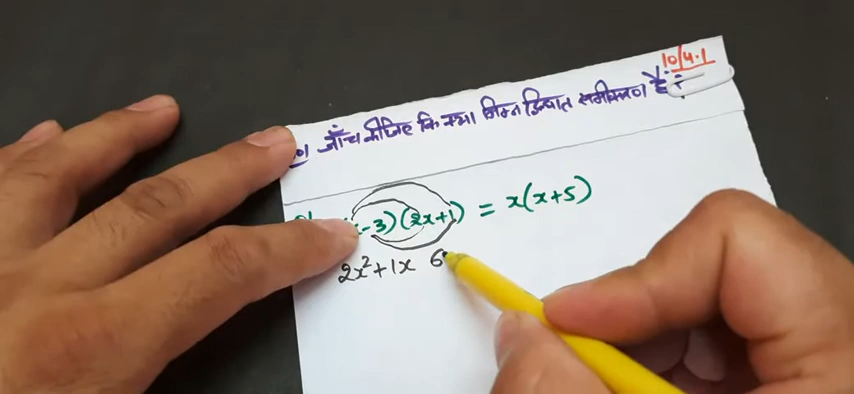 10/4.1
जाँच कीजिए कि क्या निम्न द्विघात समीकरण है :
-3)(2x+1) = x(x+5)
2x²+1x 6